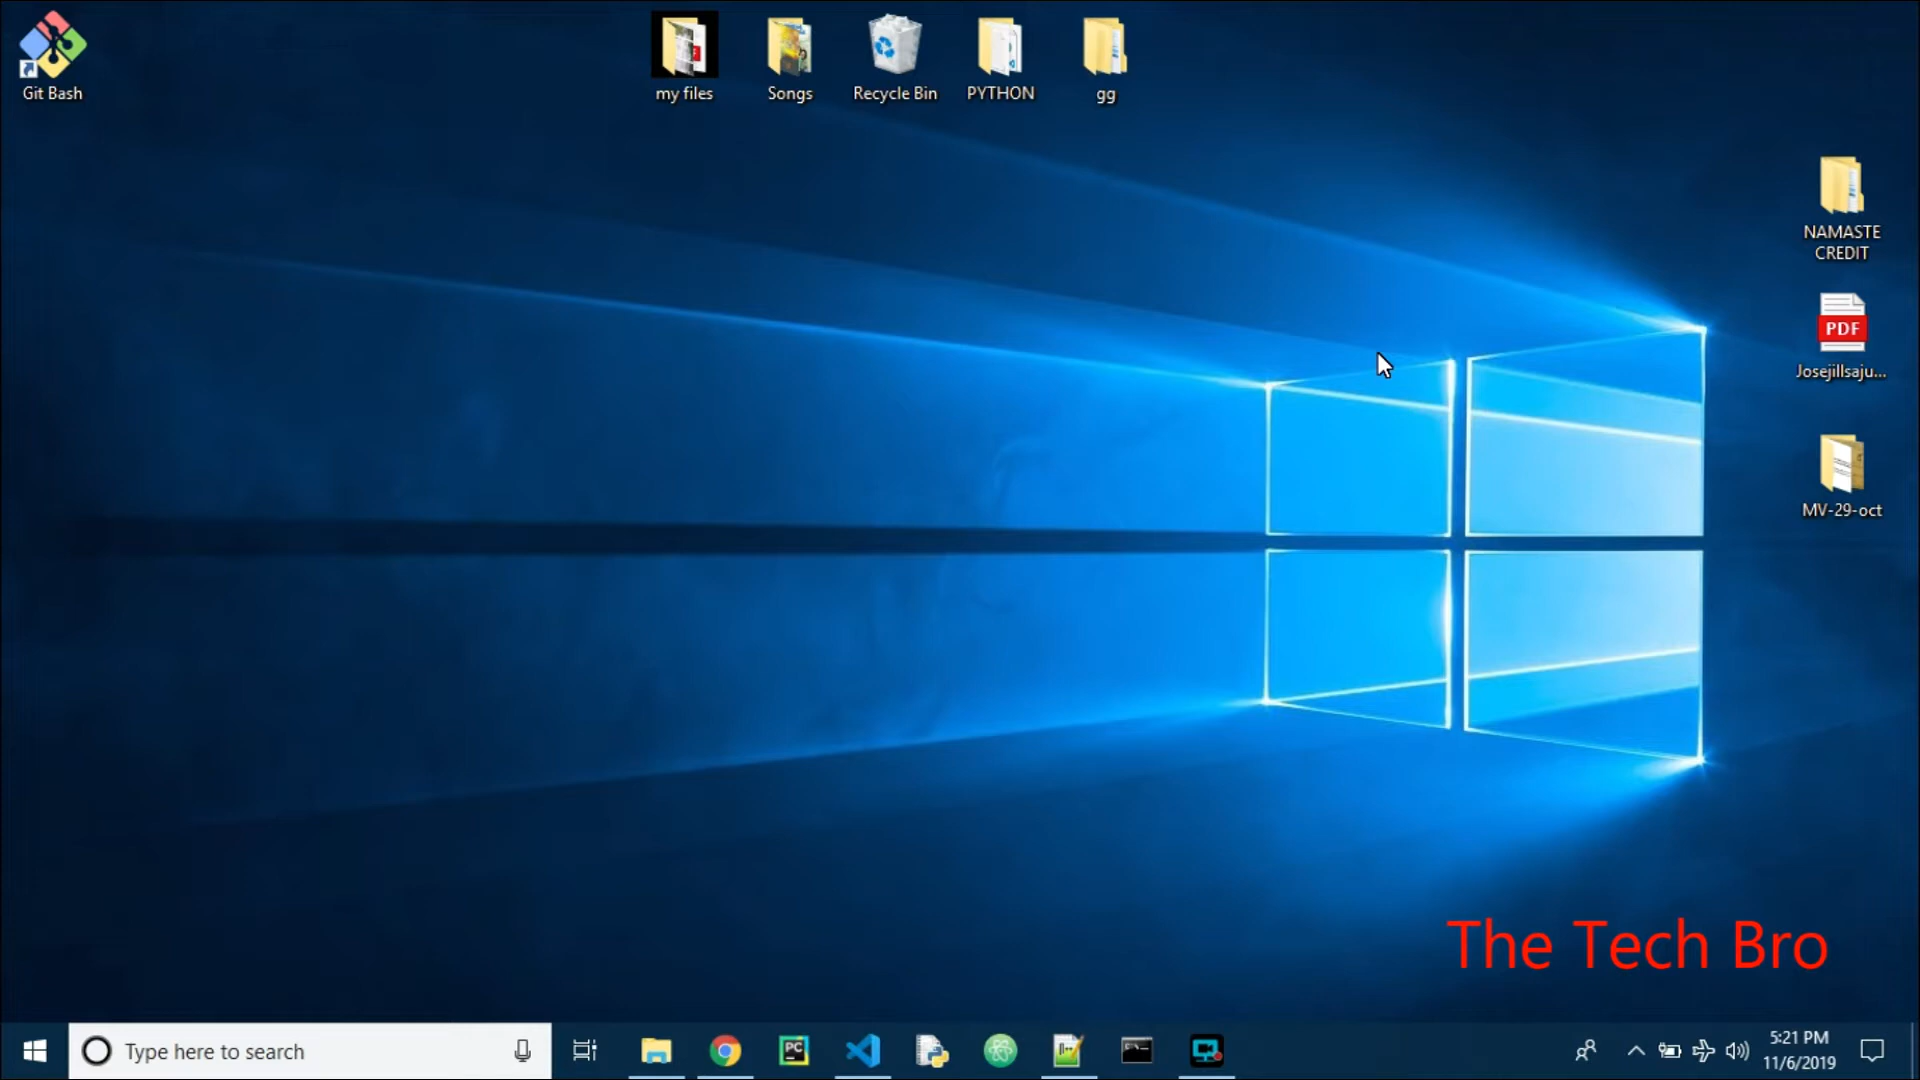 Git Bash
my files
Songs
Recycle Bin
PYTHON
gg
NAMASTE
CREDIT
PDF
Josejillsaju...
MV-29-oct
The Tech Bro
Type here to search
PC
5:21 PM
11/6/2019